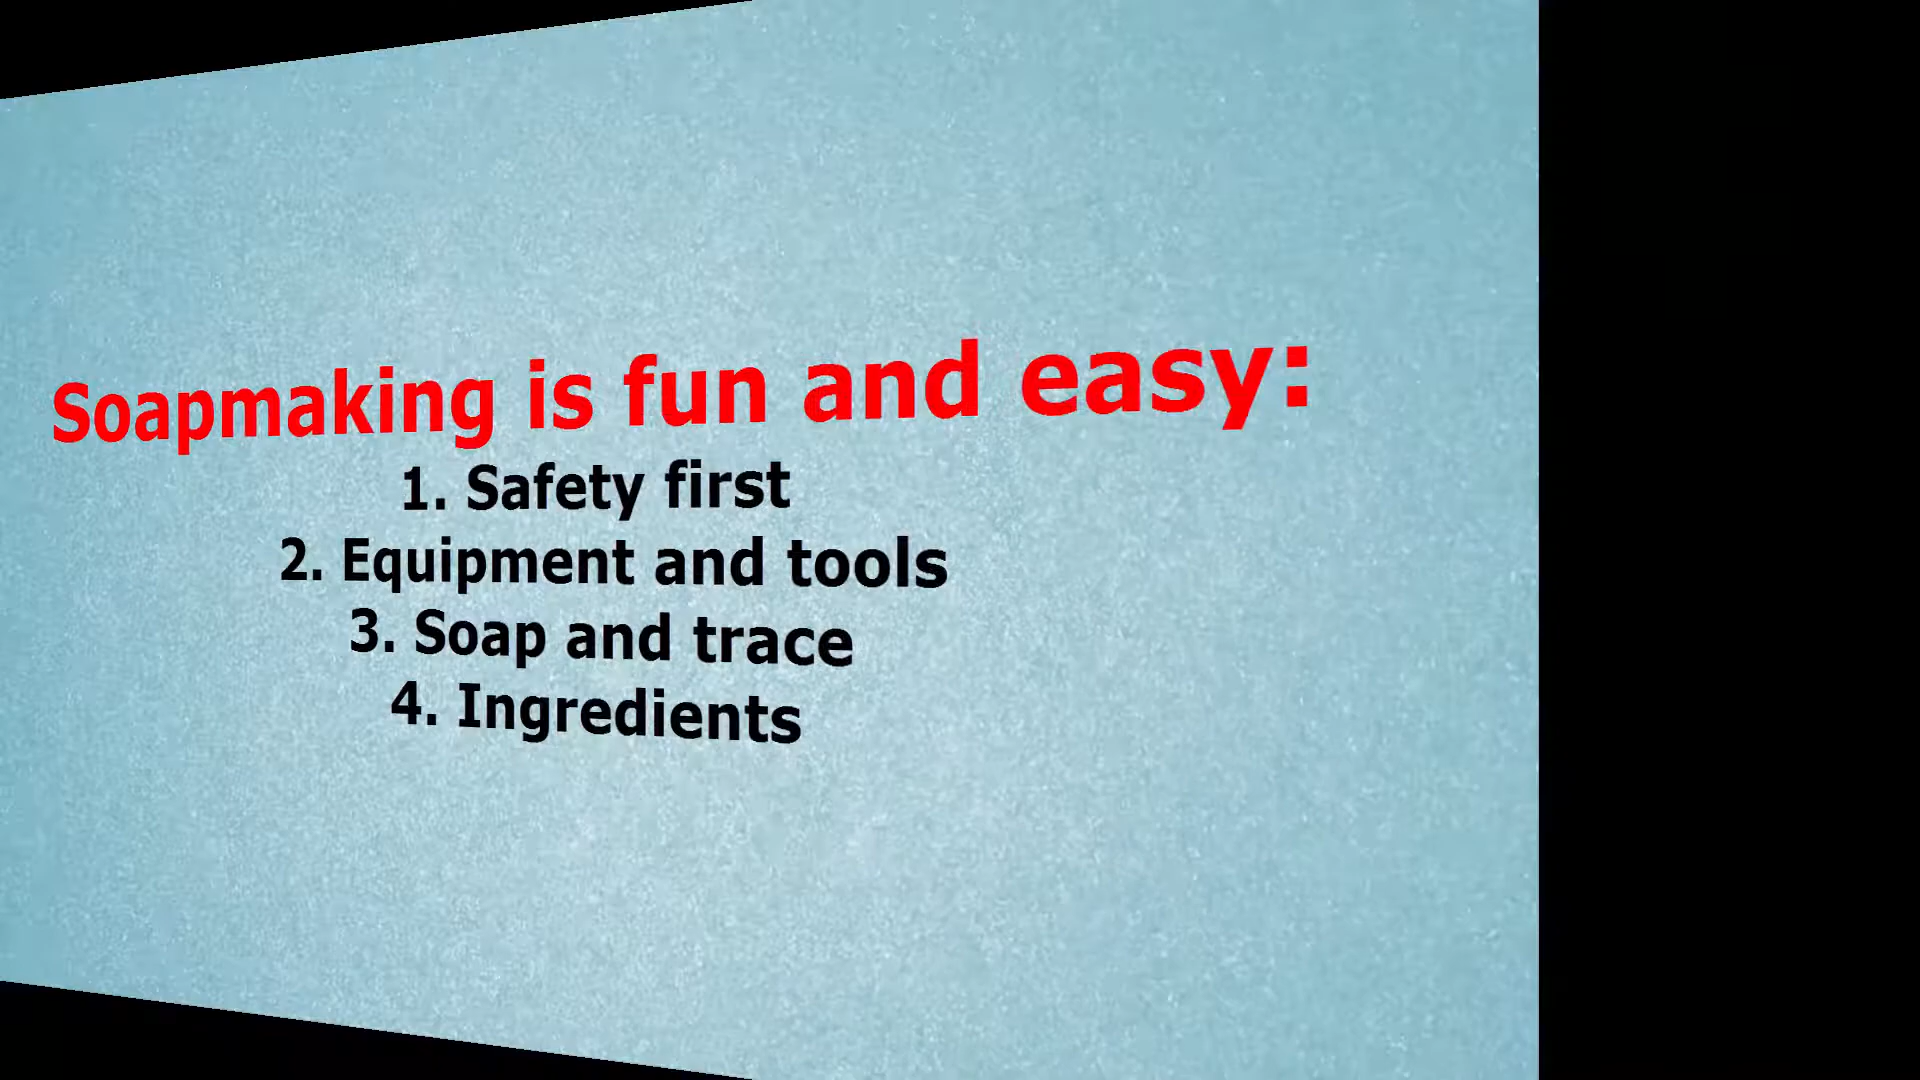 Soapmaking is fun and easy:
1. Safety first
2. Equipment and tools
3. Soap and trace
4. Ingredients